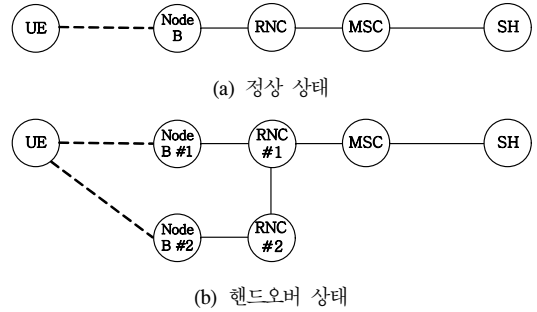 UE Node B RNC MSC SH
(a) 정상 상태
UE Node B #1 RNC #1 MSC SH
Node B #2 RNC #2
(b) 핸드오버 상태